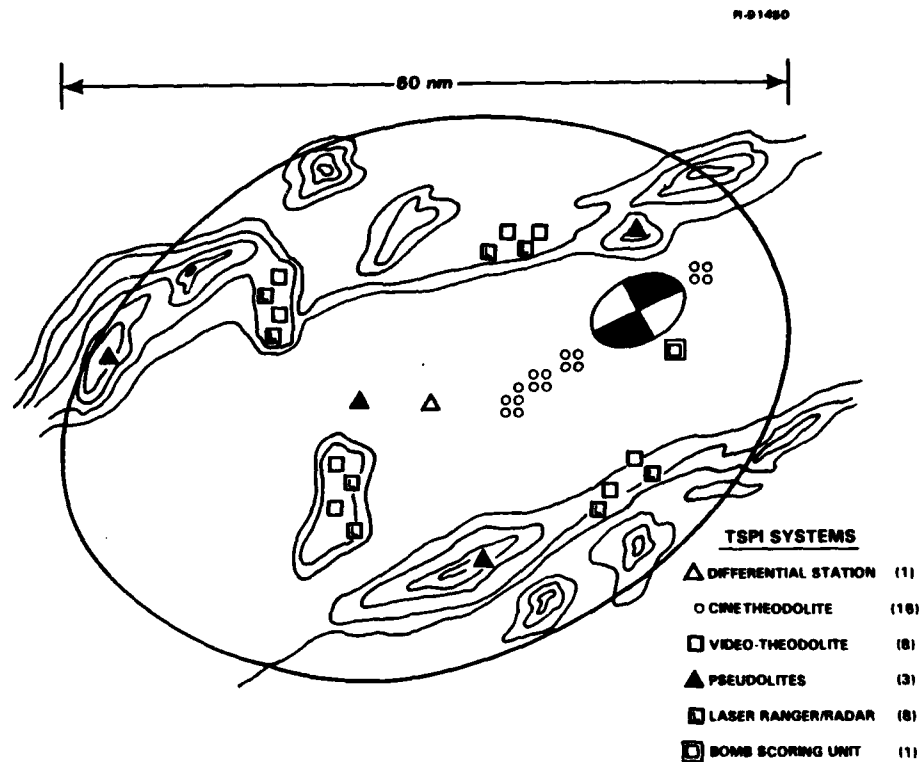 PI-91450
60 nm
TSPI SYSTEMS
DIFFERENTIAL STATION (1)
CINETHEODOLITE (16)
VIDEO-THEODOLITE (8)
PSEUDOLITES (3)
LASER RANGER/RADAR (8)
BOMB SCORING UNIT (1)